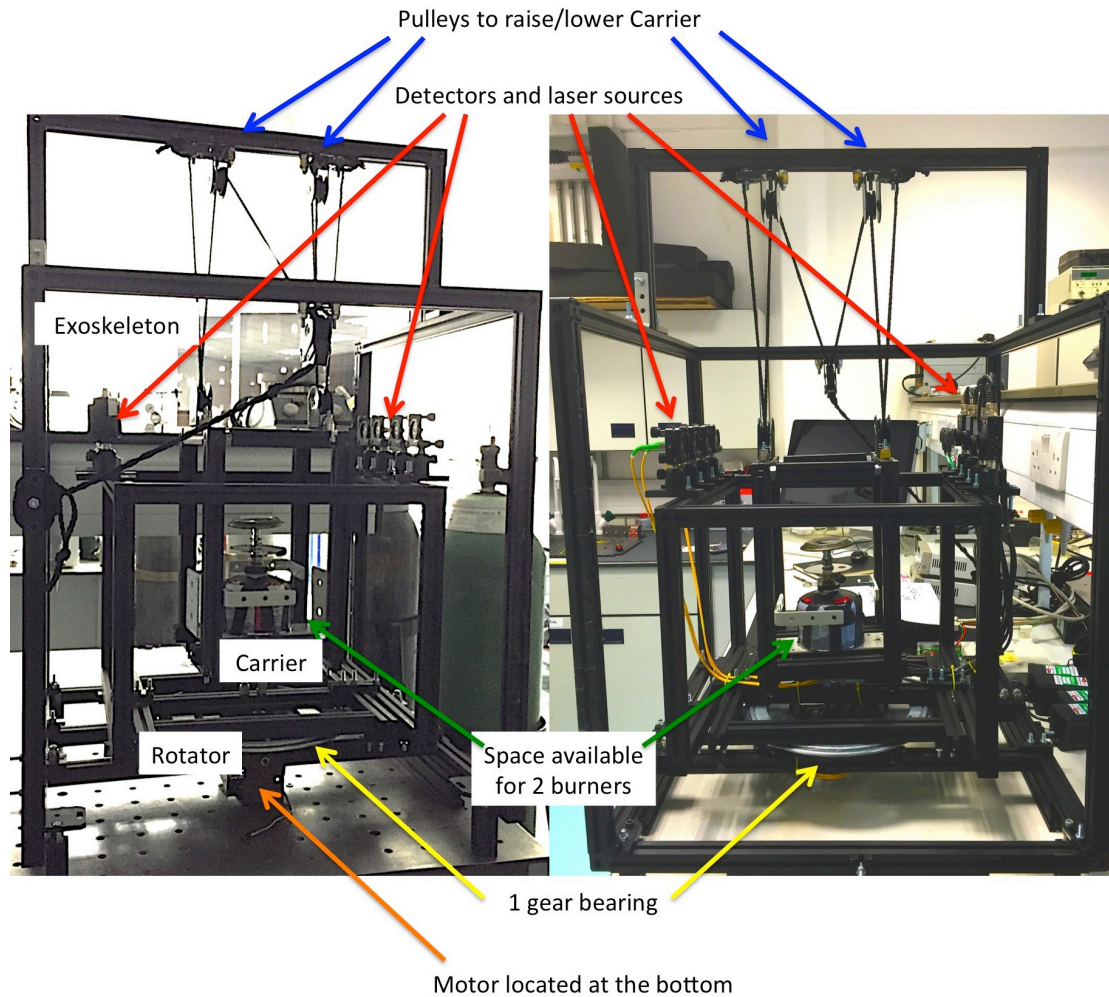 Pulleys to raise/lower Carrier
Detectors and laser sources
Exoskeleton
Carrier
Rotator
Space available
for 2 burners
1 gear bearing
Motor located at the bottom